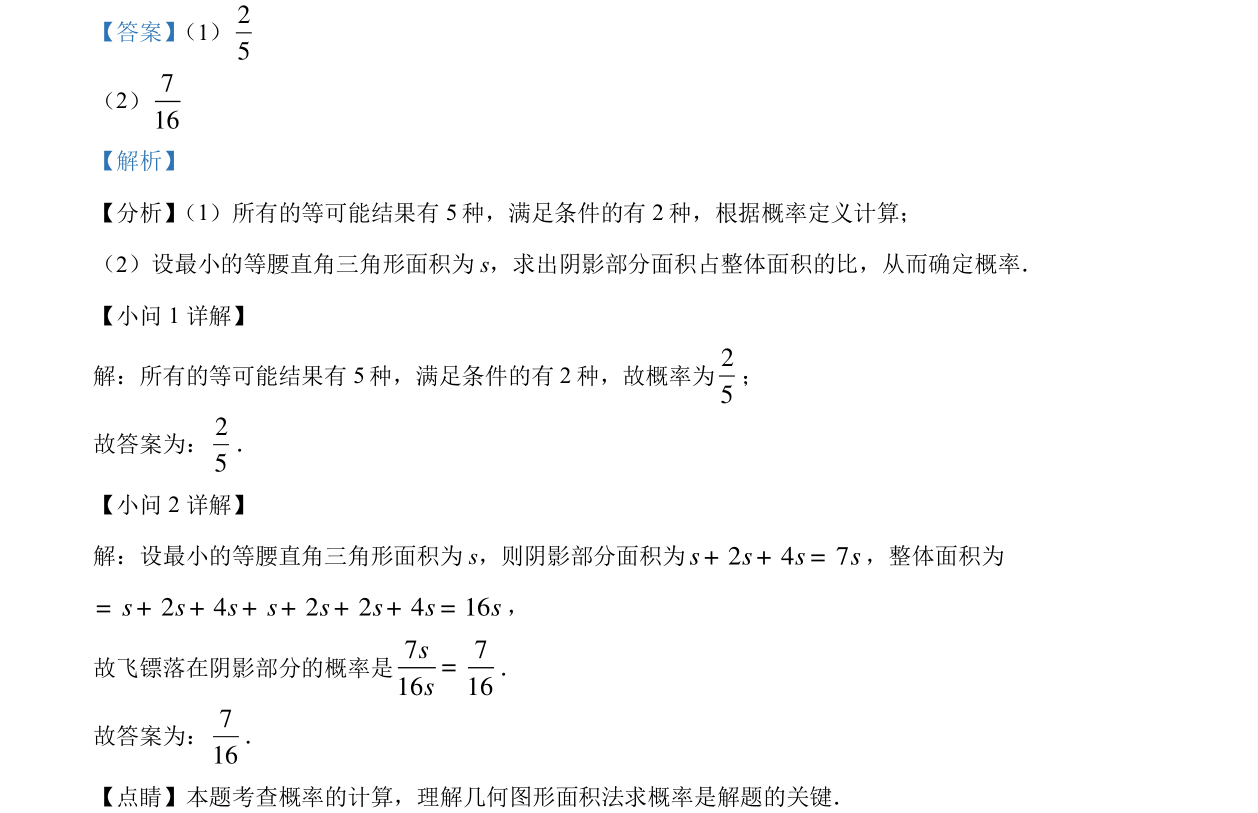 【答案】（1）2/5
（2）7/16
【解析】
【分析】（1）所有的等可能结果有 5 种，满足条件的有 2 种，根据概率定义计算；
（2）设最小的等腰直角三角形面积为 s，求出阴影部分面积占整体面积的比，从而确定概率．
【小问 1 详解】
解：所有的等可能结果有 5 种，满足条件的有 2 种，故概率为2/5；
故答案为：2/5．
【小问 2 详解】
解：设最小的等腰直角三角形面积为 s，则阴影部分面积为s+ 2s+ 4s= 7s，整体面积为
= s+ 2s+ 4s+ s+ 2s+ 2s+ 4s= 16s，
故飞镖落在阴影部分的概率是7s/16s= 7/16．
故答案为：7/16．
【点睛】本题考查概率的计算，理解几何图形面积法求概率是解题的关键．